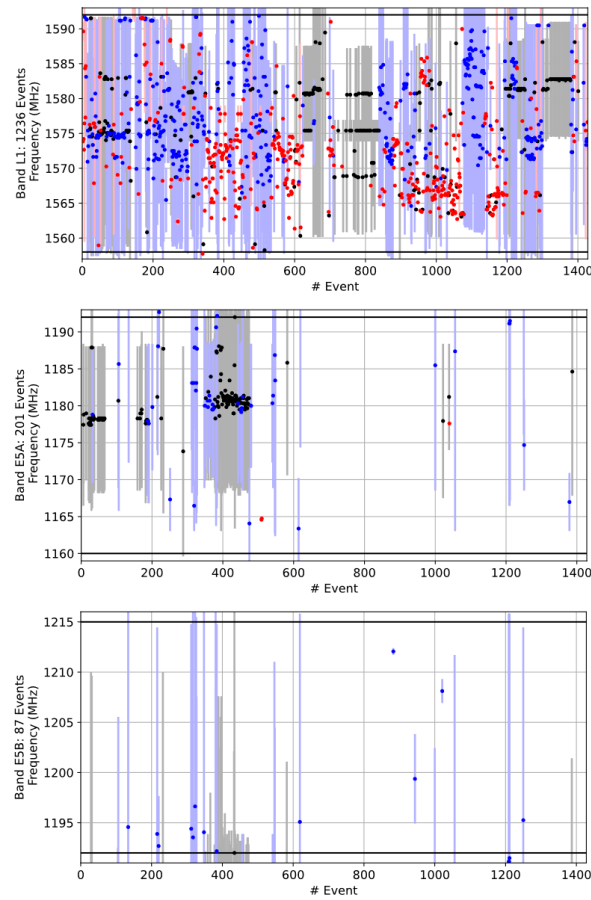 Band L1: 1236 Events
Frequency (MHz)
1590
1585
1580
1575
1570
1565
1560
0 200 400 600 800 1000 1200 1400
# Event
Band E5A: 201 Events
Frequency (MHz)
1190
1185
1180
1175
1170
1165
1160
0 200 400 600 800 1000 1200 1400
# Event
Band E5B: 87 Events
Frequency (MHz)
1215
1210
1205
1200
1195
0 200 400 600 800 1000 1200 1400
# Event